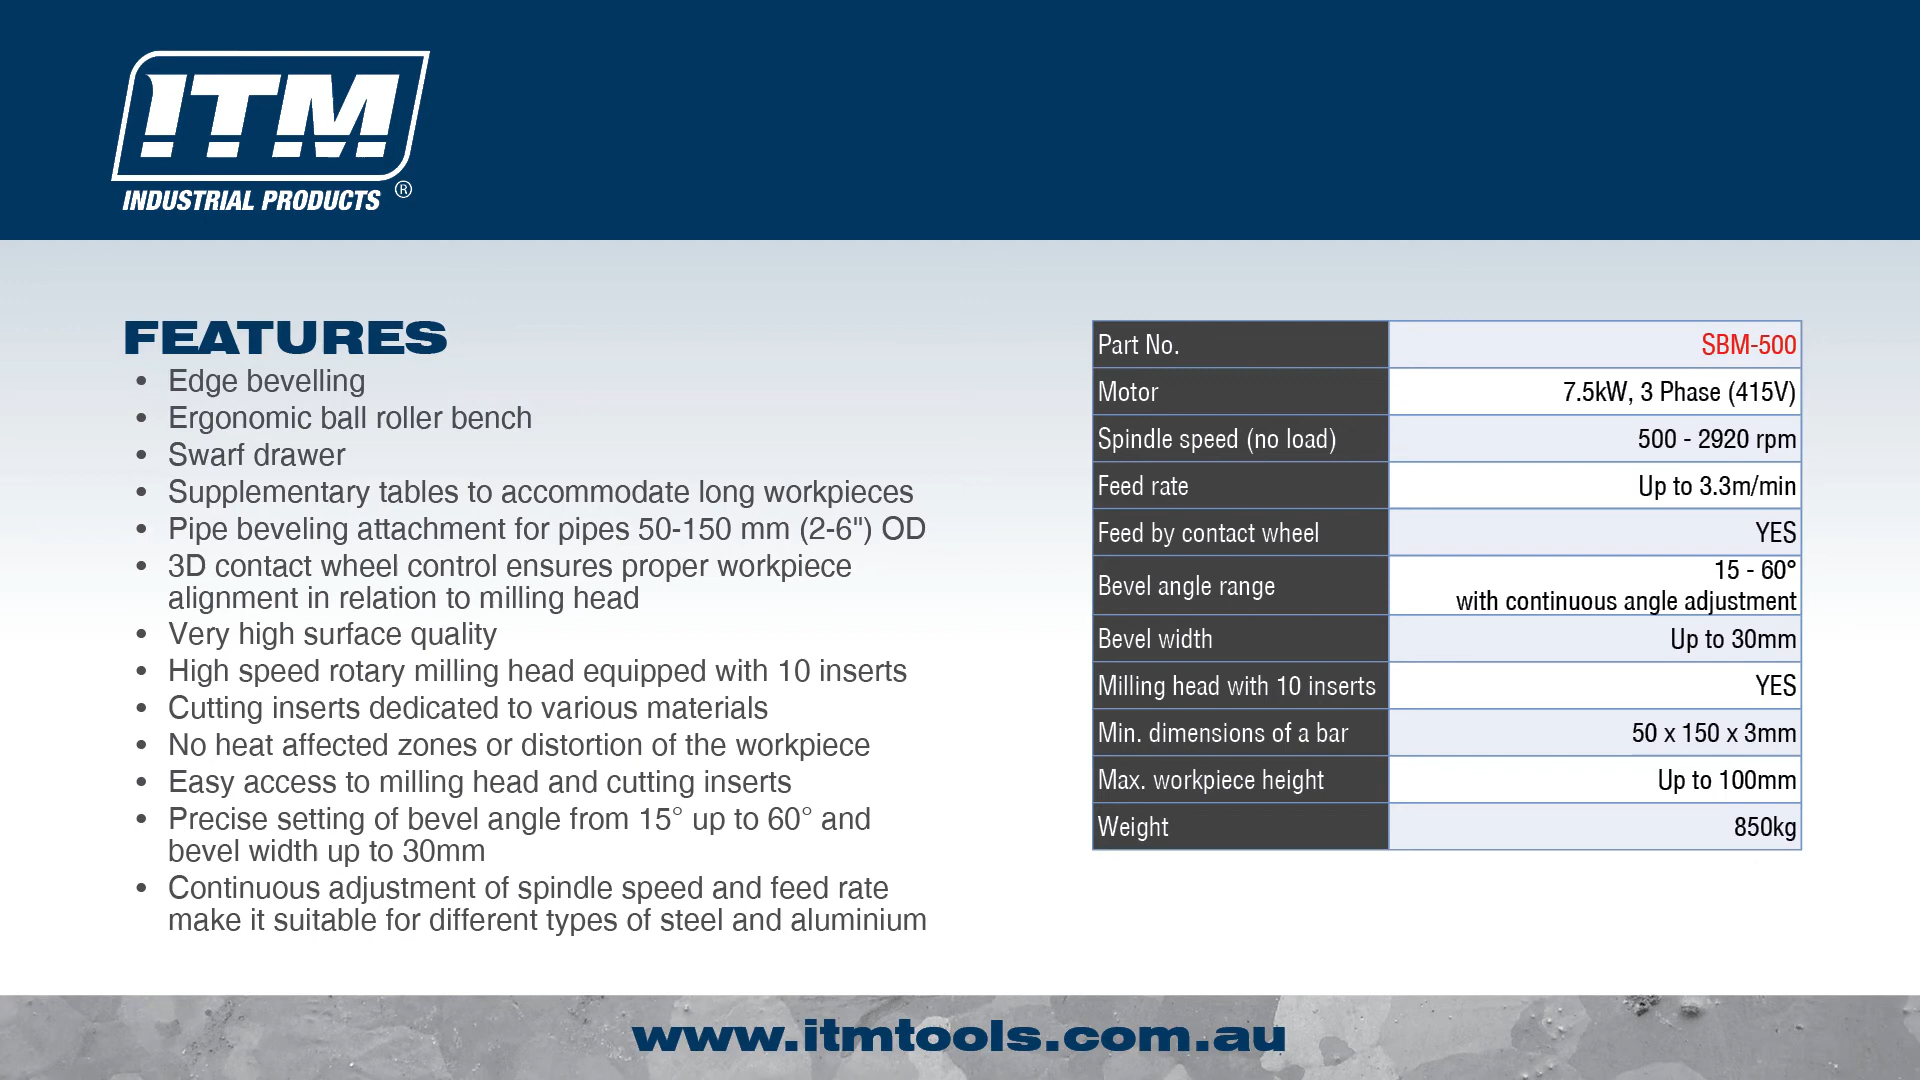 ITM
INDUSTRIAL PRODUCTS ®
FEATURES
• Edge bevelling
• Ergonomic ball roller bench
• Swarf drawer
• Supplementary tables to accommodate long workpieces
• Pipe beveling attachment for pipes 50-150 mm (2-6") OD
• 3D contact wheel control ensures proper workpiece
alignment in relation to milling head
• Very high surface quality
• High speed rotary milling head equipped with 10 inserts
• Cutting inserts dedicated to various materials
• No heat affected zones or distortion of the workpiece
• Easy access to milling head and cutting inserts
• Precise setting of bevel angle from 15° up to 60° and
bevel width up to 30mm
• Continuous adjustment of spindle speed and feed rate
make it suitable for different types of steel and aluminium
Part No. SBM-500
Motor 7.5kW, 3 Phase (415V)
Spindle speed (no load) 500 - 2920 rpm
Feed rate Up to 3.3m/min
Feed by contact wheel YES
Bevel angle range 15 - 60°
with continuous angle adjustment
Bevel width Up to 30mm
Milling head with 10 inserts YES
Min. dimensions of a bar 50 x 150 x 3mm
Max. workpiece height Up to 100mm
Weight 850kg
www.itmtools.com.au